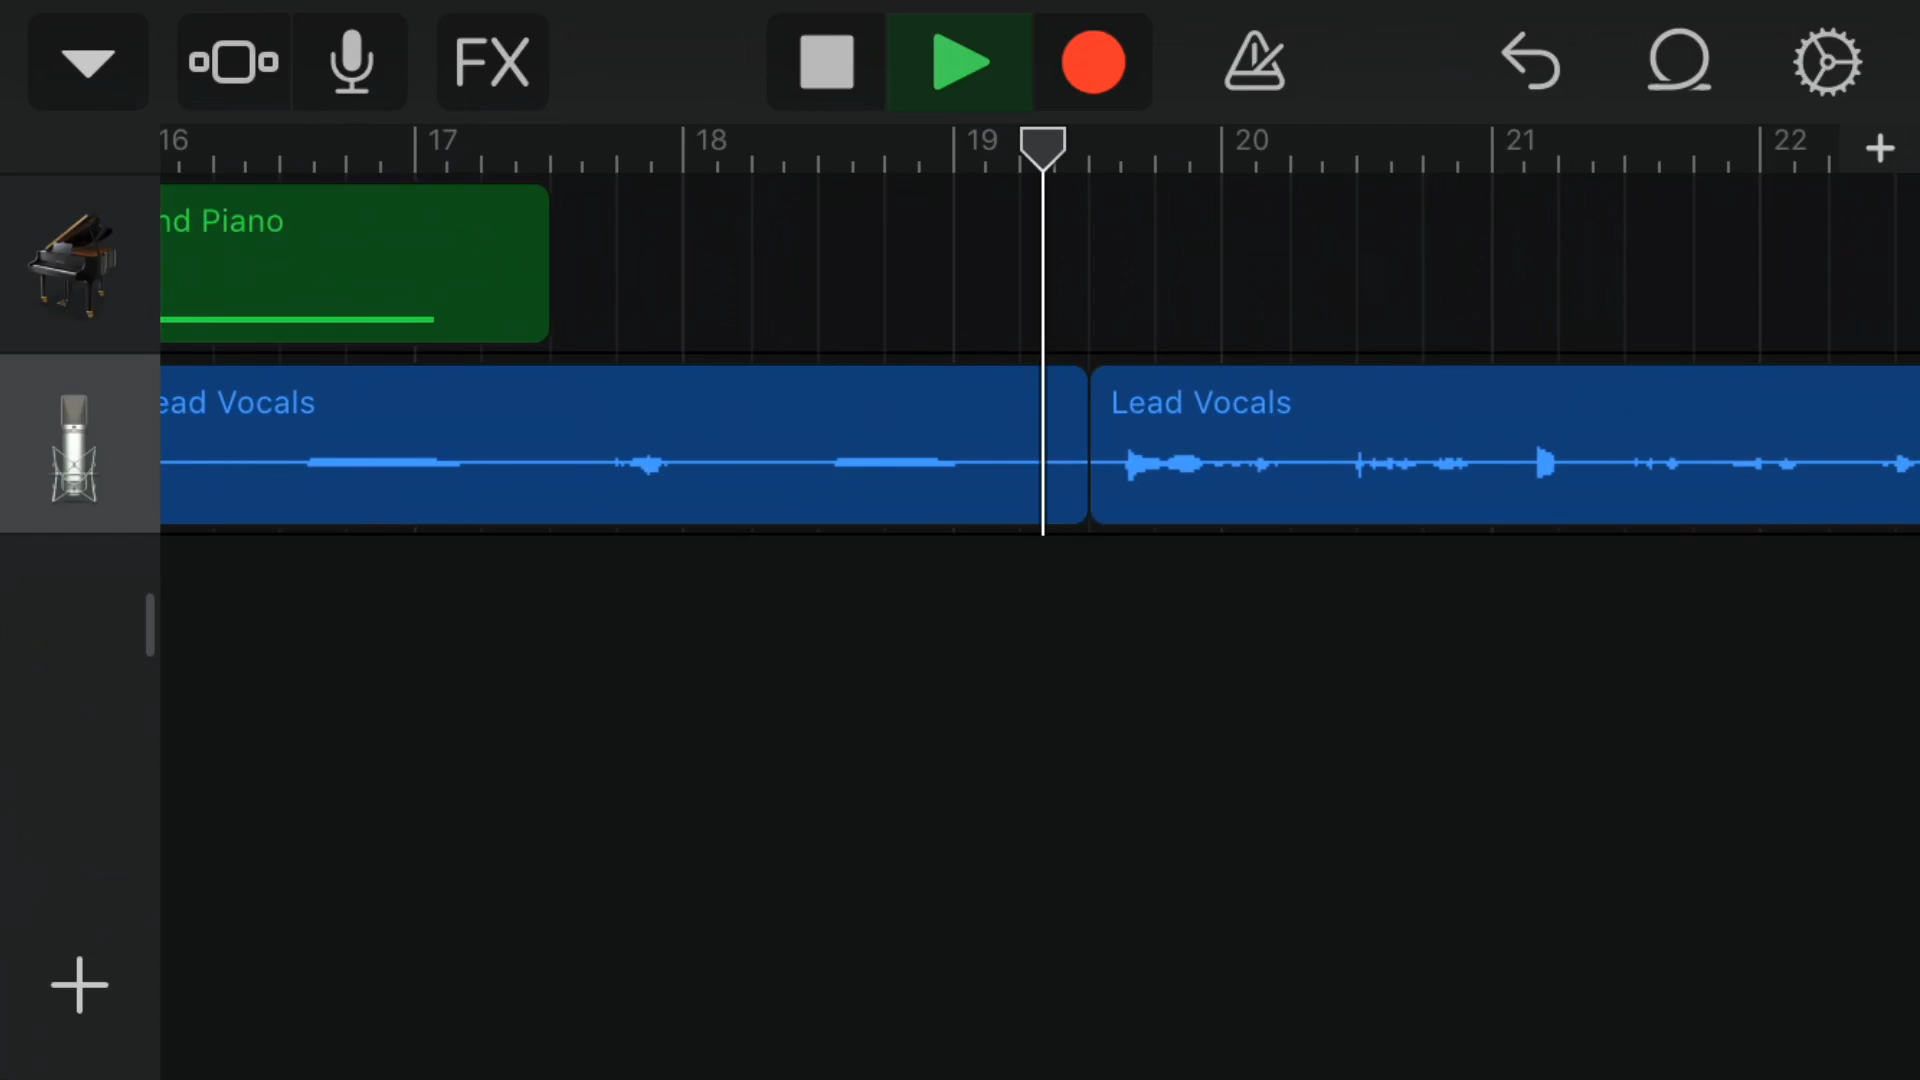 FX
16 17 18 19 20 21 22
nd Piano
ead Vocals
Lead Vocals